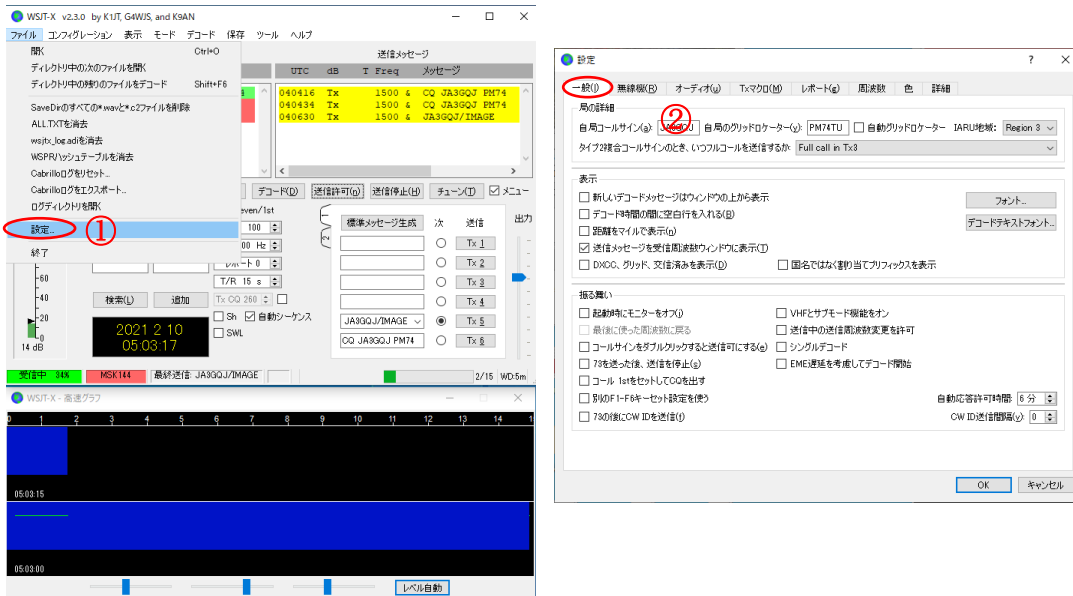 WSJT-X v2.3.0 by K1JT, G4WJS, and K9AN
ファイル コンフィグレーション 表示 モード デコード 保存 ツール ヘルプ
開く Ctrl+O
ディレクトリ中の次のファイルを開く
ディレクトリ中の残りのファイルをデコード Shift+F6
SaveDirのすべての*.wavと*.c2ファイルを削除
ALL.TXTを消去
wsjtx_log.adiを消去
WSPRハッシュテーブルを消去
Cabrilloログをリセット...
Cabrilloログをエクスポート...
ログディレクトリを開く
設定... ①
終了
送信メッセージ
UTC dB T Freq メッセージ
040416 Tx 1500 & CQ JA3GQJ PM74
040434 Tx 1500 & CQ JA3GQJ PM74
040630 Tx 1500 & JA3GQJ/IMAGE
デコード(D) 送信許可(n) 送信停止(H) チューン(T) メニュー
even/1st
100
00 Hz
レポート 0
T/R 15 s
Tx CQ 260
Sh 自動シーケンス
SWL
1
2
標準メッセージ生成 次 送信 出力
Tx 1
Tx 2
Tx 3
Tx 4
JA3GQJ/IMAGE Tx 5
CQ JA3GQJ PM74 Tx 6
-60
-40
-20
0
14 dB
検索(L) 追加
2021 2 10
05:03:17
受信中 34% MSK144 最終送信: JA3GQJ/IMAGE 2/15 WD:5m
WSJT-X - 高速グラフ
0 1 2 3 4 5 6 7 8 9 10 11 12 13 14 1
05:03:15
05:03:00
レベル自動
設定 ?
一般(l) 無線機(R) オーディオ(u) Txマクロ(M) レポート(g) 周波数 色 詳細
②
局の詳細
自局コールサイン(a): JA3GQJ 自局のグリッドロケーター(y): PM74TU 自動グリッドロケーター IARU地域: Region 3
タイプ2複合コールサインのとき、いつフルコールを送信するか: Full call in Tx3
表示
新しいデコードメッセージはウィンドウの上から表示
フォント...
デコード時間の間に空白行を入れる(B)
デコードテキストフォント...
距離をマイルで表示(n)
送信メッセージを受信周波数ウィンドウに表示(T)
DXCC、グリッド、交信済みを表示(D) 国名ではなく割り当てプリフィックスを表示
振る舞い
起動時にモニターをオフ(j) VHFとサブモード機能をオン
最後に使った周波数に戻る 送信中の送信周波数変更を許可
コールサインをダブルクリックすると送信可にする(e) シングルデコード
73を送った後、送信を停止(s) EME遅延を考慮してデコード開始
コール 1stをセットしてCQを出す
別のF1-F6キーセット設定を使う 自動応答許可時間: 6 分
73の後にCW IDを送信(f) CW ID送信間隔(v): 0
OK キャンセル